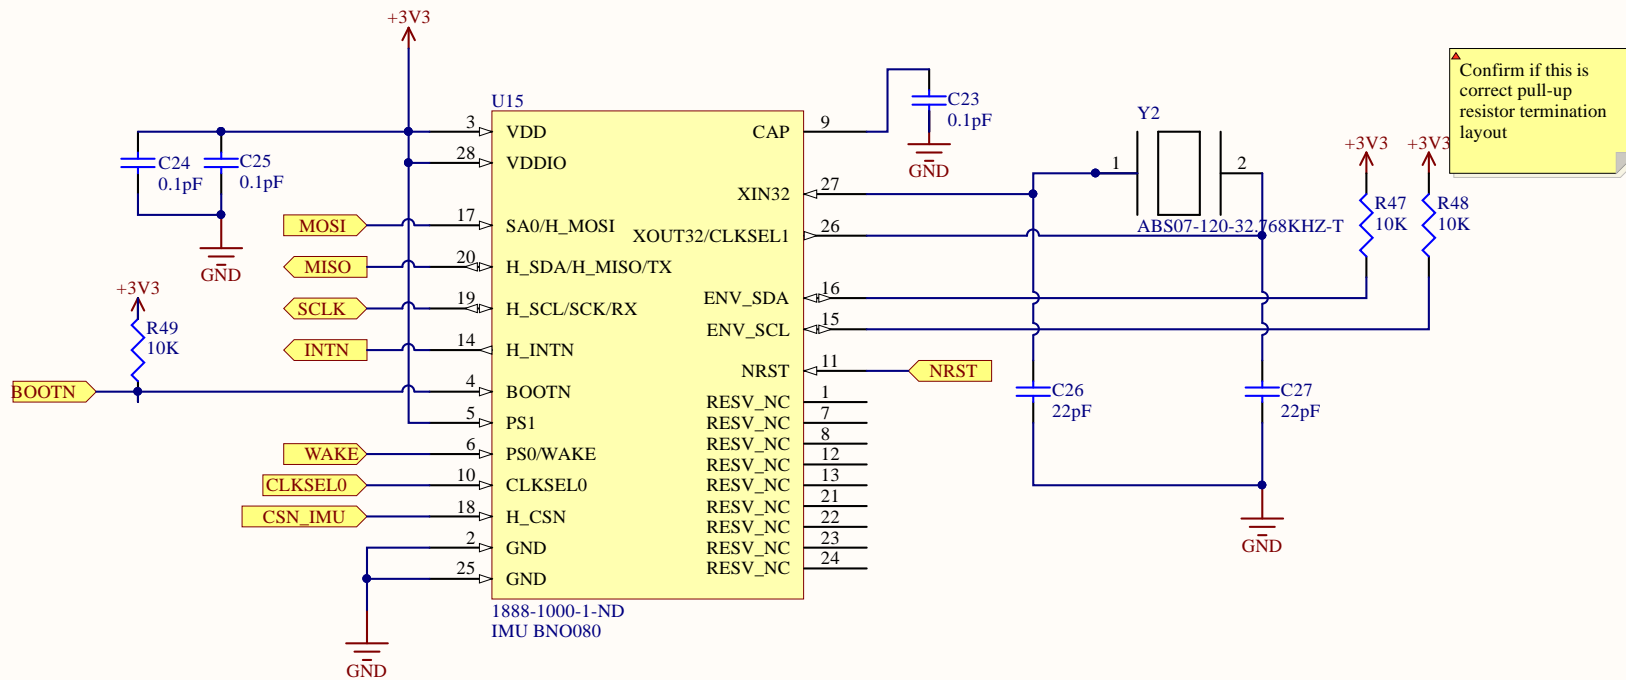 +3V3
Confirm if this is
correct pull-up
resistor termination
layout
U15
C23
0.1pF
GND
Y2
1
2
ABS07-120-32.768KHZ-T
+3V3
+3V3
R47
10K
R48
10K
C24
0.1pF
C25
0.1pF
GND
3 VDD
28 VDDIO
MOSI 17 SA0/H_MOSI
MISO 20 H_SDA/H_MISO/TX
SCLK 19 H_SCL/SCK/RX
INTN 14 H_INTN
+3V3
R49
10K
BOOTN 4 BOOTN
5 PS1
WAKE 6 PS0/WAKE
CLKSEL0 10 CLKSEL0
CSN_IMU 18 H_CSN
2 GND
25 GND
GND
CAP 9
XIN32 27
XOUT32/CLKSEL1 26
ENV_SDA 16
ENV_SCL 15
NRST 11 NRST
RESV_NC 1
RESV_NC 7
RESV_NC 8
RESV_NC 12
RESV_NC 13
RESV_NC 21
RESV_NC 22
RESV_NC 23
RESV_NC 24
C26
22pF
C27
22pF
GND
1888-1000-1-ND
IMU BNO080